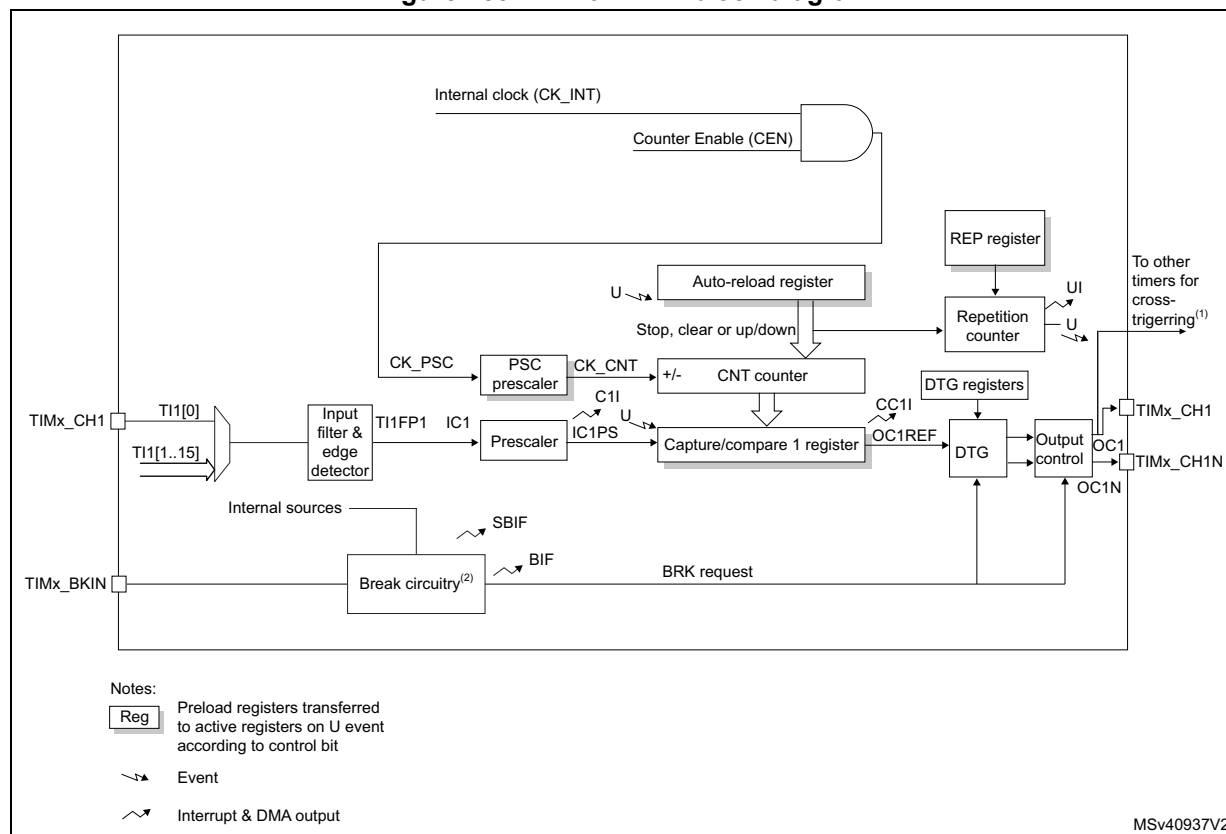 Internal clock (CK_INT)
Counter Enable (CEN)
REP register
To other
timers for
cross-
trigerring(1)
Auto-reload register
U
UI
Repetition
counter
U
Stop, clear or up/down
CK_PSC
PSC
prescaler
CK_CNT
+/-
CNT counter
DTG registers
TIMx_CH1
TI1[0]
TI1[1..15]
Input
filter &
edge
detector
TI1FP1
IC1
Prescaler
C1I
IC1PS
U
Capture/compare 1 register
CC1I
OC1REF
DTG
Output
control
OC1
TIMx_CH1
TIMx_CH1N
OC1N
Internal sources
SBIF
BIF
TIMx_BKIN
Break circuitry(2)
BRK request
Notes:
Reg
Preload registers transferred
to active registers on U event
according to control bit
Event
Interrupt & DMA output
MSv40937V2